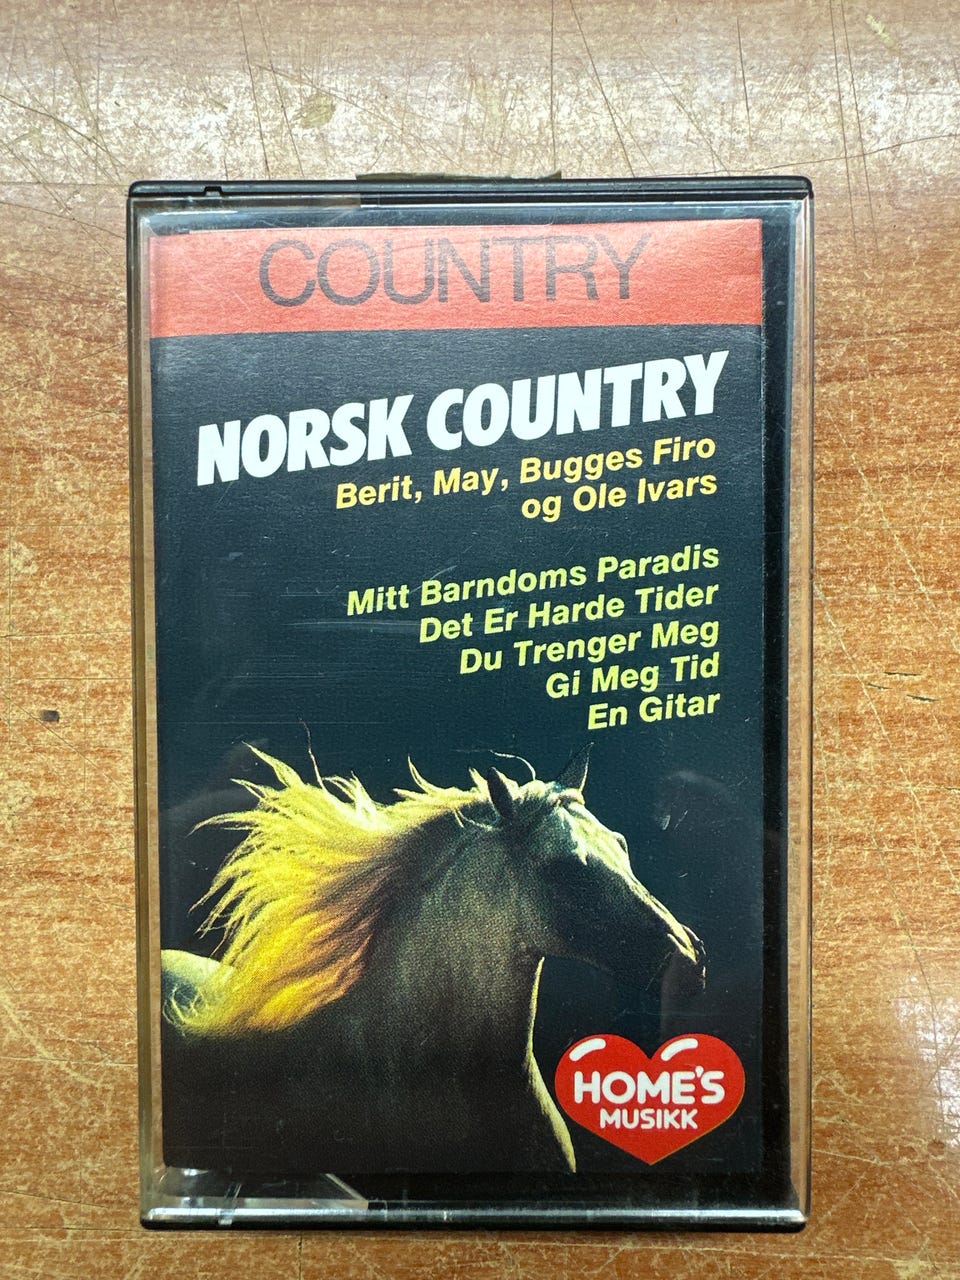 COUNTRY
NORSK COUNTRY
Berit, May, Bugges Firo
og Ole Ivars
Mitt Barndoms Paradis
Det Er Harde Tider
Du Trenger Meg
Gi Meg Tid
En Gitar
HOME'S
MUSIKK